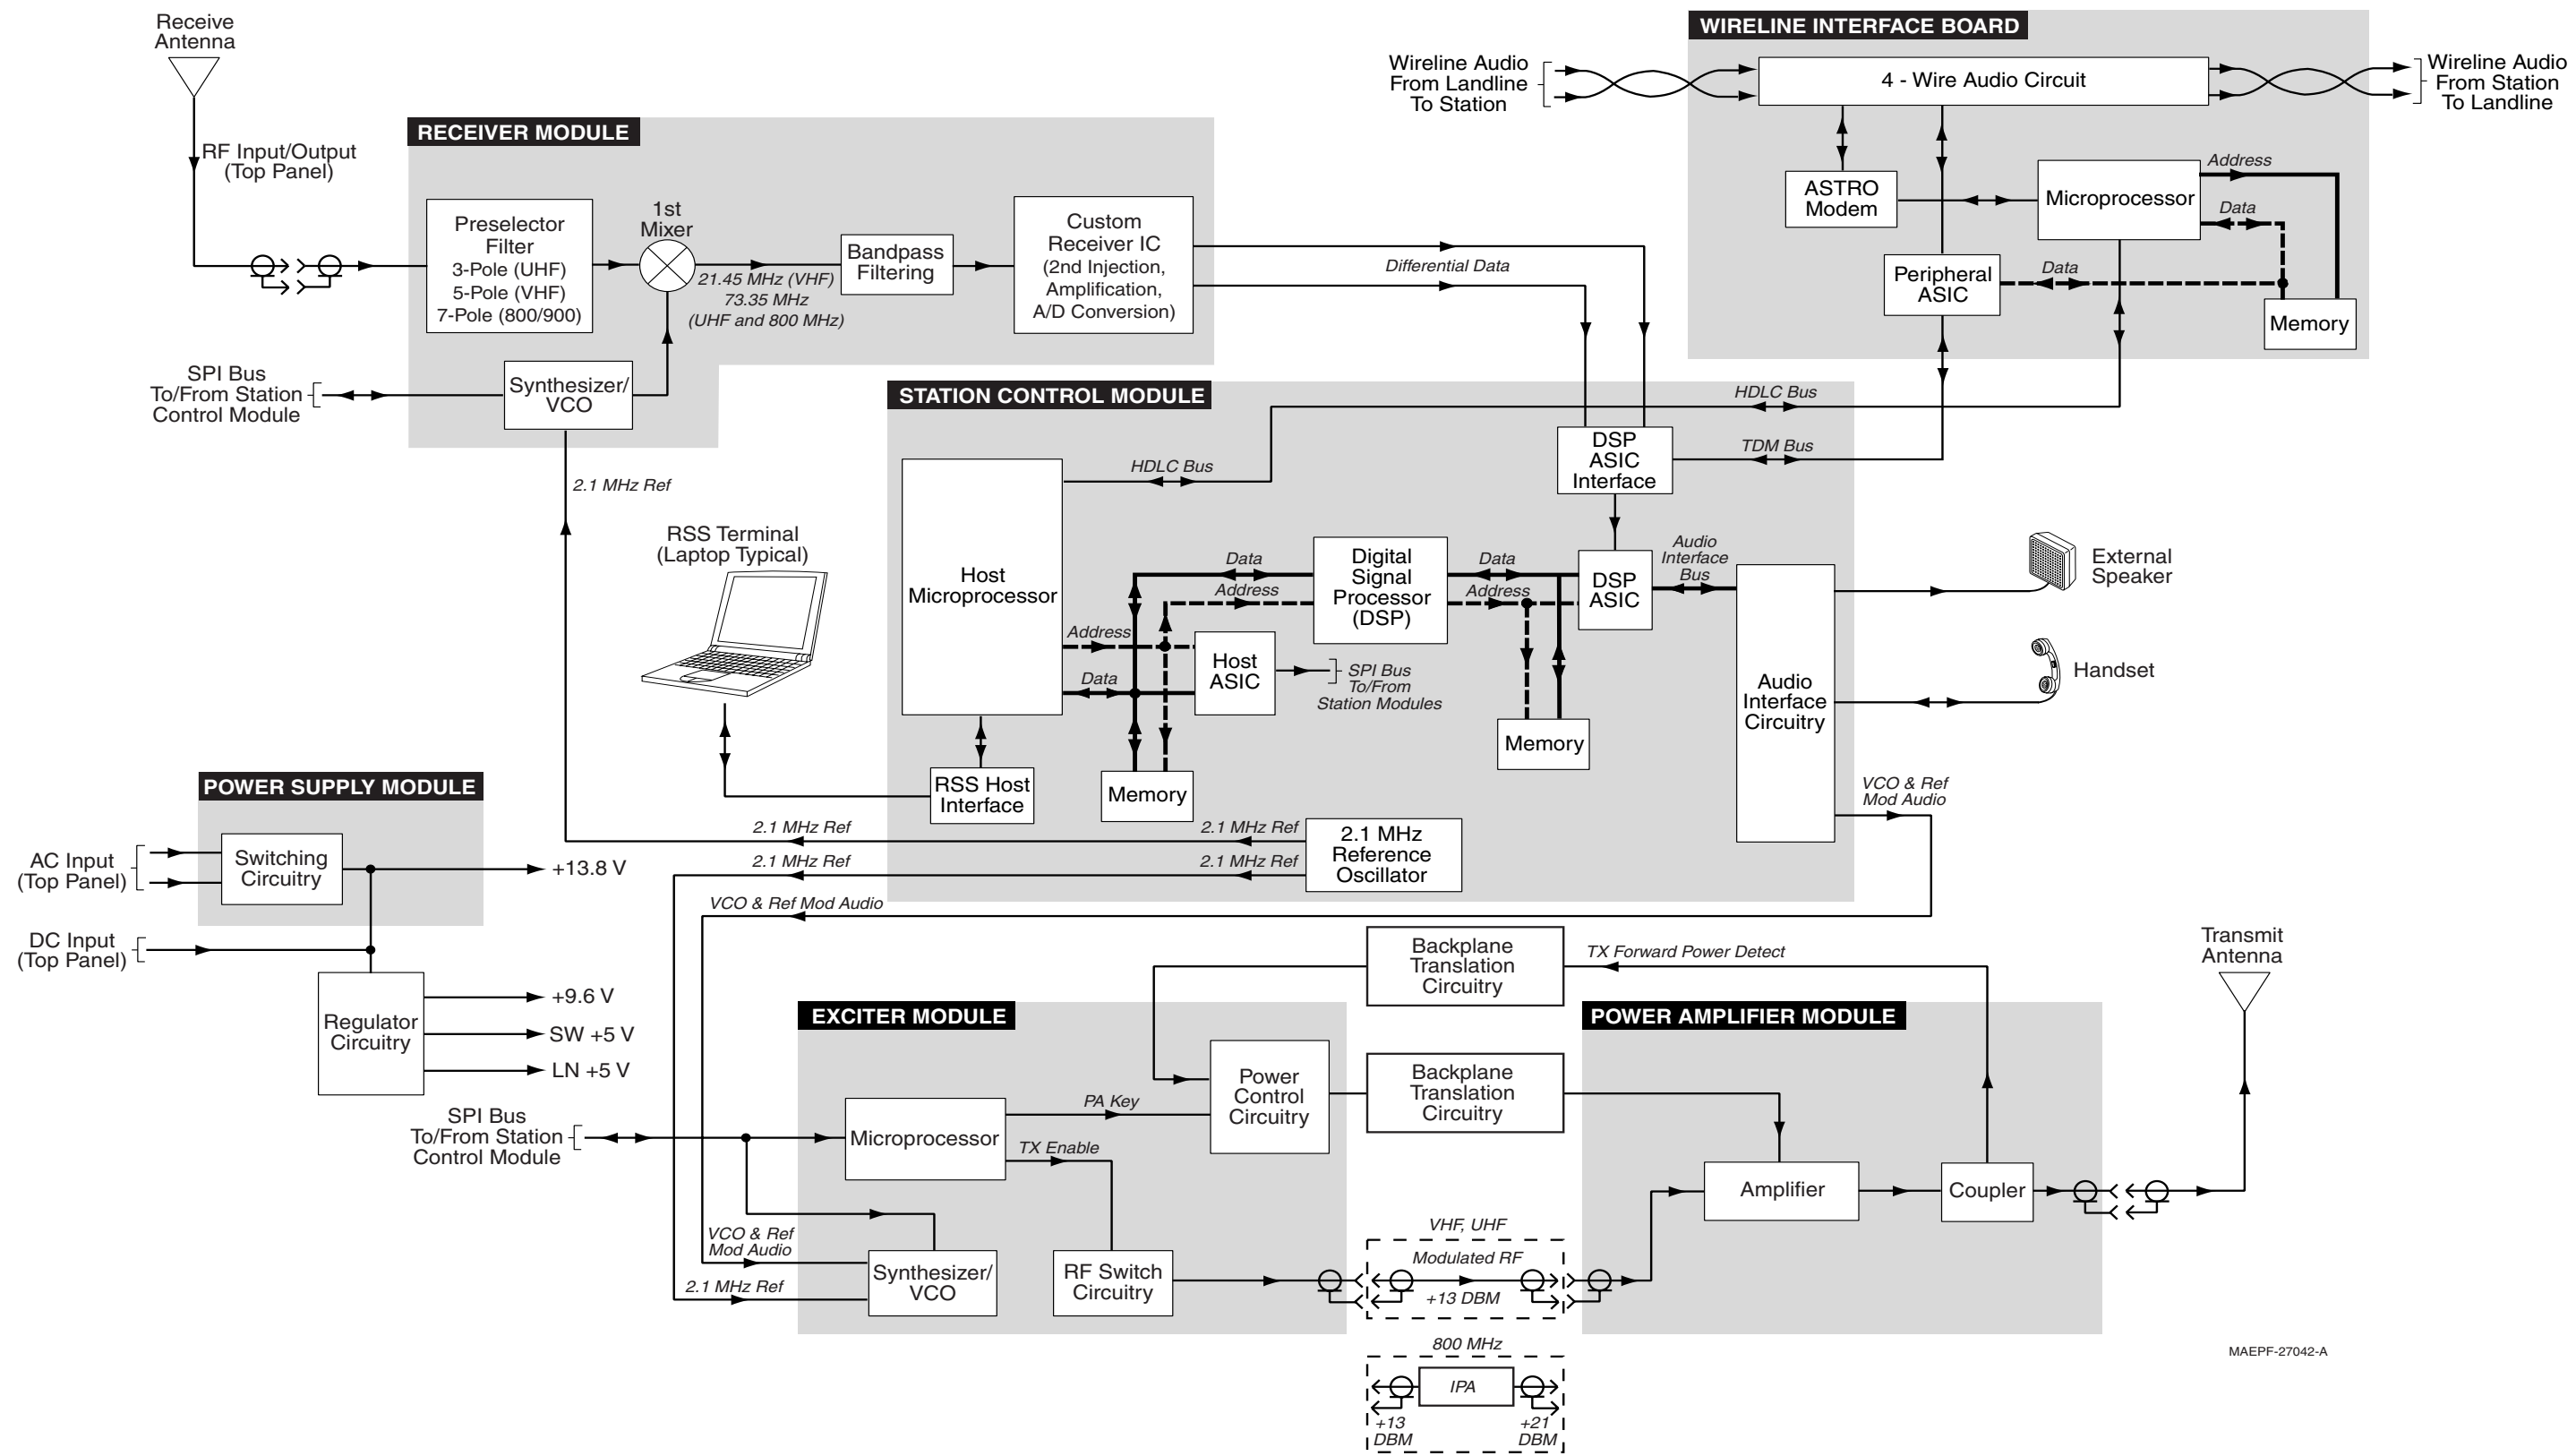 Receive
Antenna
RF Input/Output
(Top Panel)
RECEIVER MODULE
Preselector
Filter
3-Pole (UHF)
5-Pole (VHF)
7-Pole (800/900)
1st
Mixer
21.45 MHz (VHF)
73.35 MHz
(UHF and 800 MHz)
Bandpass
Filtering
Custom
Receiver IC
(2nd Injection,
Amplification,
A/D Conversion)
Differential Data
SPI Bus
To/From Station
Control Module
Synthesizer/
VCO
2.1 MHz Ref
WIRELINE INTERFACE BOARD
Wireline Audio
From Landline
To Station
4 - Wire Audio Circuit
Wireline Audio
From Station
To Landline
ASTRO
Modem
Microprocessor
Address
Data
Peripheral
ASIC
Data
Memory
STATION CONTROL MODULE
HDLC Bus
DSP
ASIC
Interface
TDM Bus
HDLC Bus
Host
Microprocessor
RSS Terminal
(Laptop Typical)
Data
Address
Digital
Signal
Processor
(DSP)
Data
Address
DSP
ASIC
Audio
Interface
Bus
Address
Data
Host
ASIC
SPI Bus
To/From
Station Modules
Audio
Interface
Circuitry
External
Speaker
Handset
Memory
RSS Host
Interface
Memory
VCO & Ref
Mod Audio
2.1 MHz Ref
2.1 MHz Ref
2.1 MHz
Reference
Oscillator
2.1 MHz Ref
2.1 MHz Ref
VCO & Ref Mod Audio
POWER SUPPLY MODULE
AC Input
(Top Panel)
Switching
Circuitry
+13.8 V
DC Input
(Top Panel)
Regulator
Circuitry
+9.6 V
SW +5 V
LN +5 V
Backplane
Translation
Circuitry
TX Forward Power Detect
Transmit
Antenna
EXCITER MODULE
POWER AMPLIFIER MODULE
SPI Bus
To/From Station
Control Module
Microprocessor
PA Key
TX Enable
Power
Control
Circuitry
Backplane
Translation
Circuitry
Amplifier
Coupler
VCO & Ref
Mod Audio
2.1 MHz Ref
Synthesizer/
VCO
RF Switch
Circuitry
VHF, UHF
Modulated RF
+13 DBM
800 MHz
IPA
+13
DBM
+21
DBM
MAEPF-27042-A